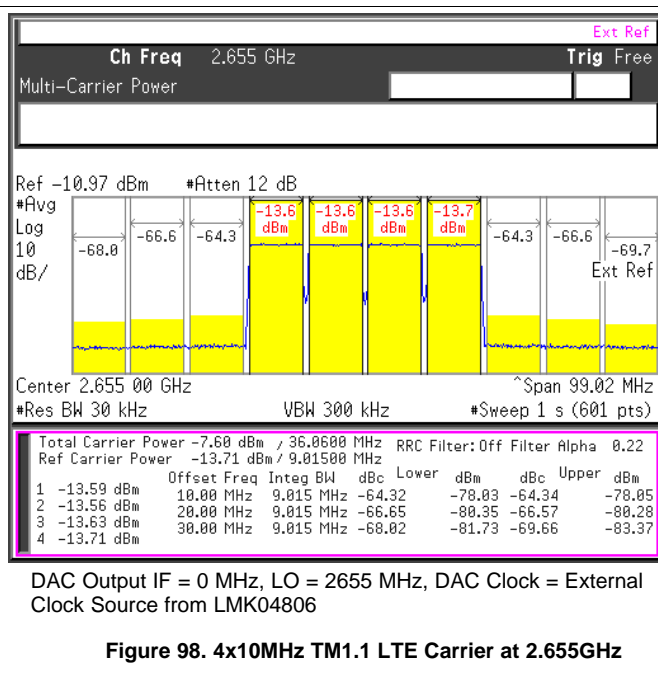 Ext Ref
Ch Freq 2.655 GHz Trig Free
Multi-Carrier Power
Ref -10.97 dBm #Atten 12 dB
#Avg
Log
10
dB/
-68.0
-66.6
-64.3
-13.6 dBm
-13.6 dBm
-13.6 dBm
-13.7 dBm
-64.3
-66.6
-69.7
Ext Ref
Center 2.655 00 GHz ^Span 99.02 MHz
#Res BW 30 kHz VBW 300 kHz #Sweep 1 s (601 pts)
Total Carrier Power -7.60 dBm / 36.0600 MHz RRC Filter: Off Filter Alpha 0.22
Ref Carrier Power -13.71 dBm / 9.01500 MHz
Offset Freq Integ BW dBc Lower dBm dBc Upper dBm
1 -13.59 dBm 10.00 MHz 9.015 MHz -64.32 -78.03 -64.34 -78.05
2 -13.56 dBm 20.00 MHz 9.015 MHz -66.65 -80.35 -66.57 -80.28
3 -13.63 dBm 30.00 MHz 9.015 MHz -68.02 -81.73 -69.66 -83.37
4 -13.71 dBm
DAC Output IF = 0 MHz, LO = 2655 MHz, DAC Clock = External
Clock Source from LMK04806
Figure 98. 4x10MHz TM1.1 LTE Carrier at 2.655GHz